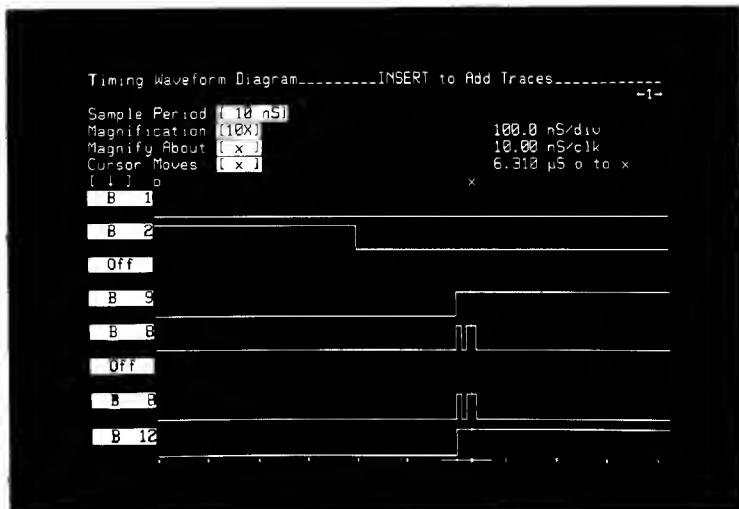 Timing Waveform Diagram_________INSERT to Add Traces_____________
←1→
Sample Period [ 10 nS]
Magnification [10X] 100.0 nS/div
Magnify About [ x ] 10.00 nS/clk
Cursor Moves [ x ] 6.310 µS o to x
[ ↓ ] o x
B 1
B 2
Off
B 9
B 8
Off
B 8
B 12